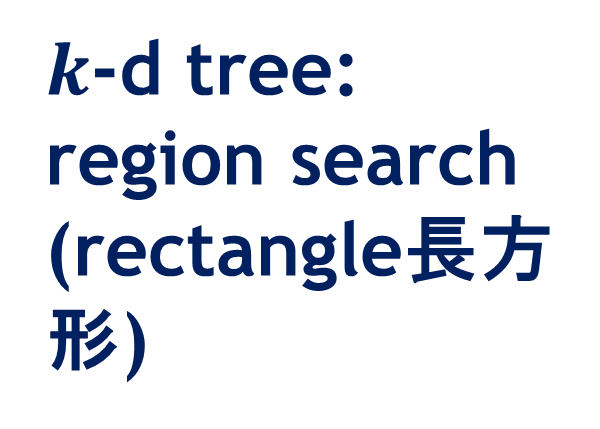 k-d tree:
region search
(rectangle長方
形)